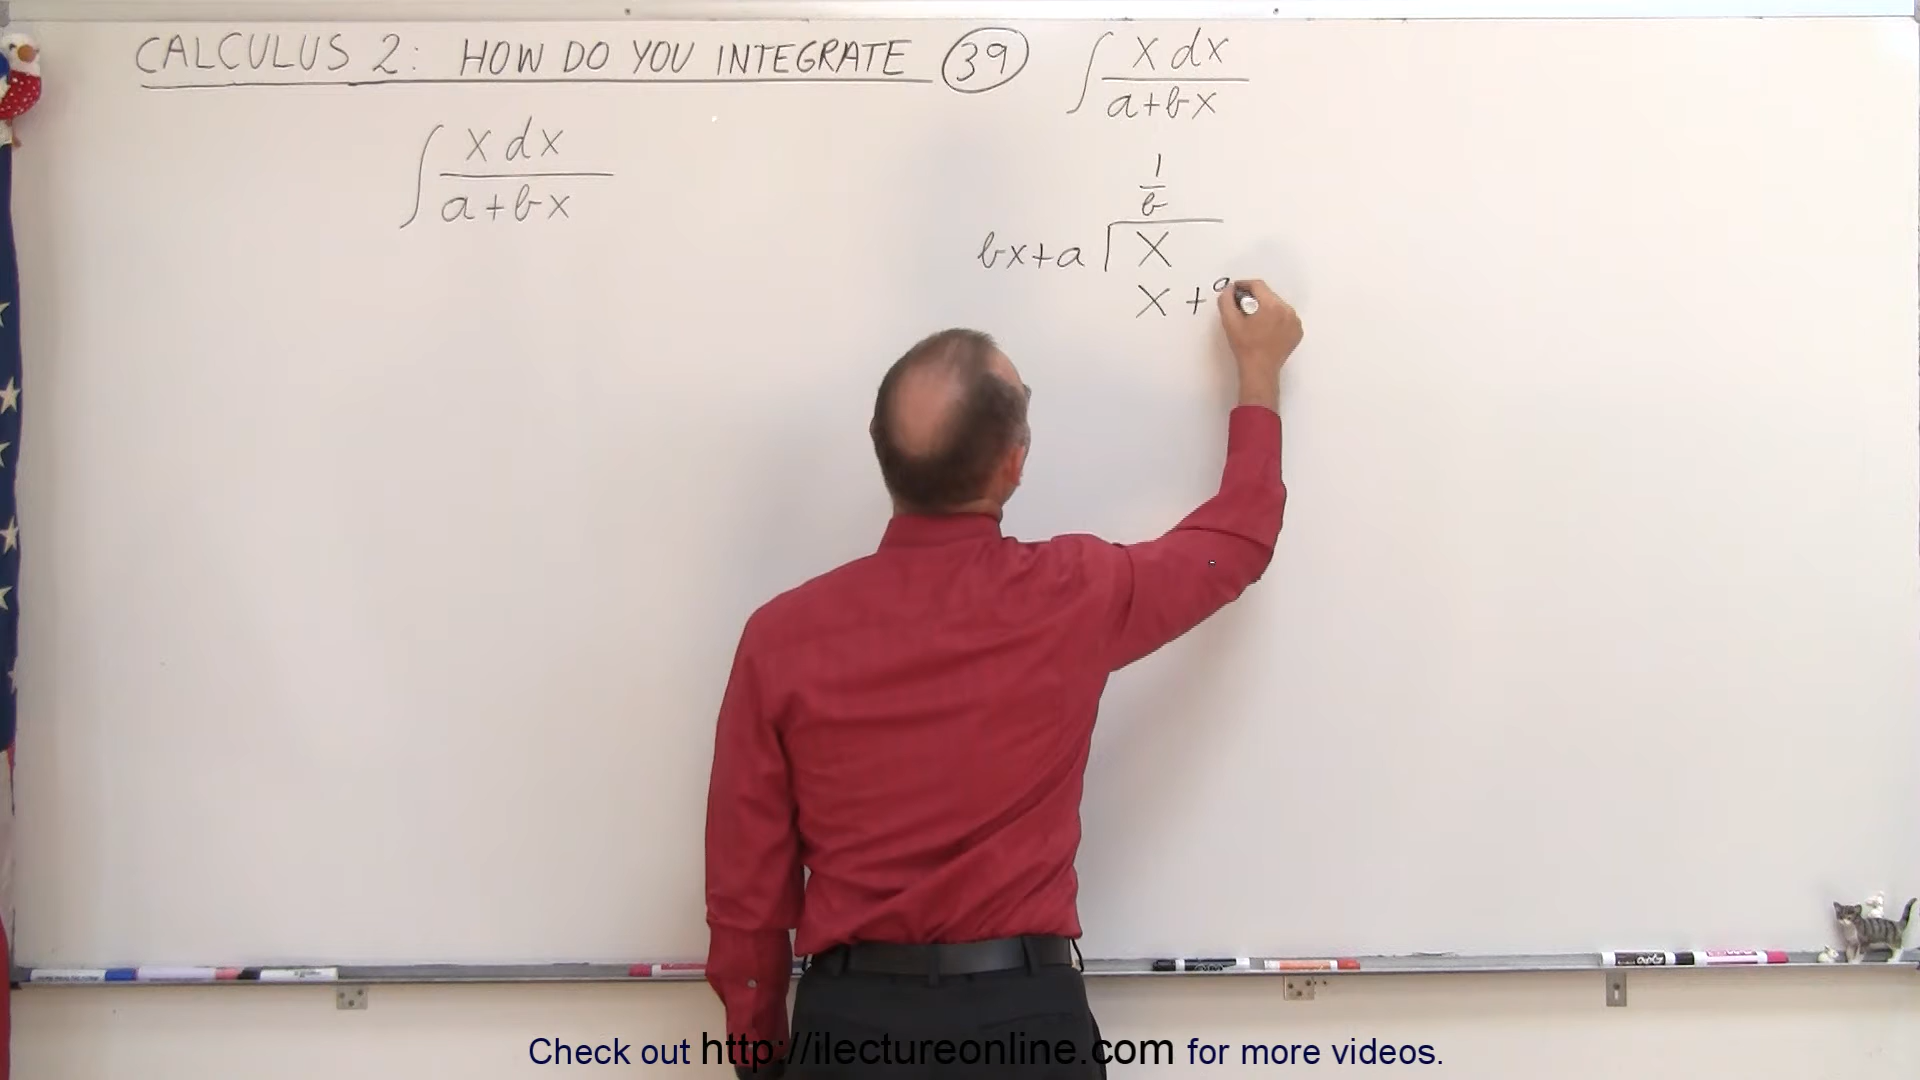 CALCULUS 2: HOW DO YOU INTEGRATE 39 ∫ x dx / a+bx
∫ x dx / a+bx
1/b
bx+a ⟌ x
x + a
Check out http://ilectureonline.com for more videos.